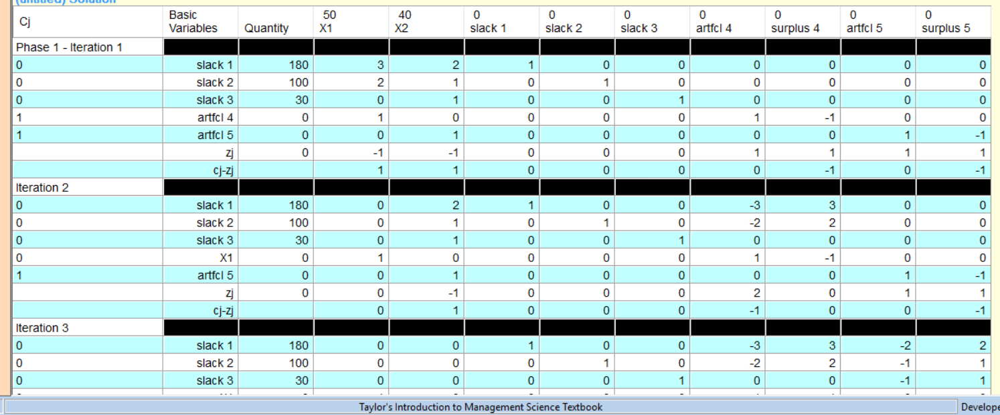 (untitled) Solution
Cj Basic Variables Quantity 50 X1 40 X2 0 slack 1 0 slack 2 0 slack 3 0 artfcl 4 0 surplus 4 0 artfcl 5 0 surplus 5
Phase 1 - Iteration 1
0 slack 1 180 3 2 1 0 0 0 0 0 0
0 slack 2 100 2 1 0 1 0 0 0 0 0
0 slack 3 30 0 1 0 0 1 0 0 0 0
1 artfcl 4 0 1 0 0 0 0 1 -1 0 0
1 artfcl 5 0 0 1 0 0 0 0 0 1 -1
zj 0 -1 -1 0 0 0 1 1 1 1
cj-zj 1 1 0 0 0 0 -1 0 -1
Iteration 2
0 slack 1 180 0 2 1 0 0 -3 3 0 0
0 slack 2 100 0 1 0 1 0 -2 2 0 0
0 slack 3 30 0 1 0 0 1 0 0 0 0
0 X1 0 1 0 0 0 0 1 -1 0 0
1 artfcl 5 0 0 1 0 0 0 0 0 1 -1
zj 0 0 -1 0 0 0 2 0 1 1
cj-zj 0 1 0 0 0 -1 0 0 -1
Iteration 3
0 slack 1 180 0 0 1 0 0 -3 3 -2 2
0 slack 2 100 0 0 0 1 0 -2 2 -1 1
0 slack 3 30 0 0 0 0 1 0 0 -1 1
Taylor's Introduction to Management Science Textbook
Develope